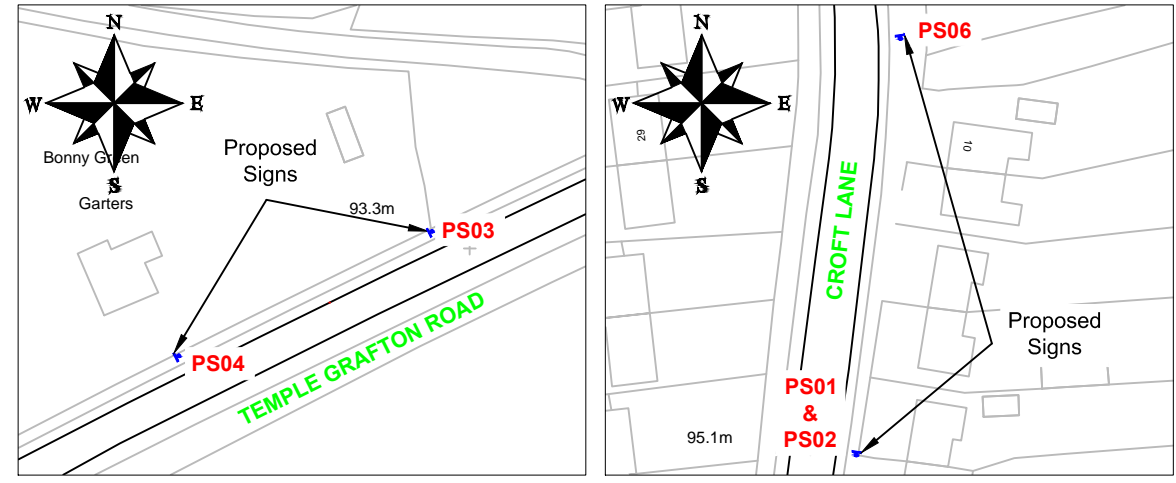 N
W
E
S
Bonny Green
Garters
Proposed
Signs
93.3m
PS03
PS04
TEMPLE GRAFTON ROAD
N
W
E
S
29
PS06
10
CROFT LANE
Proposed
Signs
PS01
&
PS02
95.1m